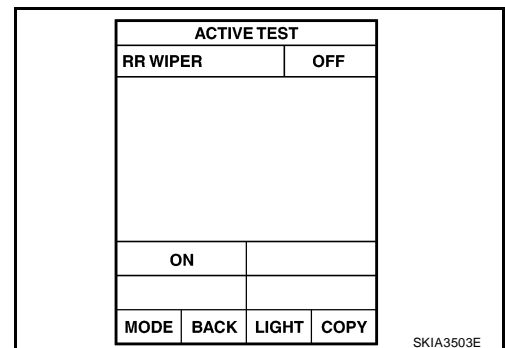 ACTIVE TEST
RR WIPER OFF
ON
MODE BACK LIGHT COPY
SKIA3503E